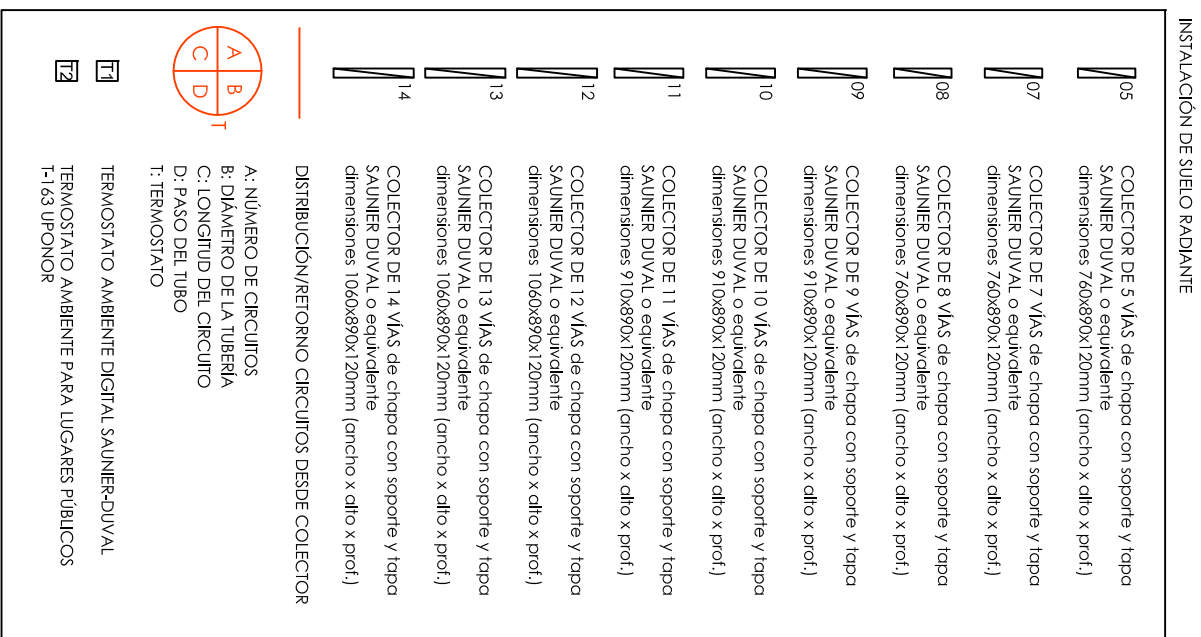 INSTALACIÓN DE SUELO RADIANTE
05
COLECTOR DE 5 VÍAS de chapa con soporte y tapa
SAUNIER DUVAL o equivalente
dimensiones 760x890x120mm (ancho x alto x prof.)
07
COLECTOR DE 7 VÍAS de chapa con soporte y tapa
SAUNIER DUVAL o equivalente
dimensiones 760x890x120mm (ancho x alto x prof.)
08
COLECTOR DE 8 VÍAS de chapa con soporte y tapa
SAUNIER DUVAL o equivalente
dimensiones 760x890x120mm (ancho x alto x prof.)
09
COLECTOR DE 9 VÍAS de chapa con soporte y tapa
SAUNIER DUVAL o equivalente
dimensiones 910x890x120mm (ancho x alto x prof.)
10
COLECTOR DE 10 VÍAS de chapa con soporte y tapa
SAUNIER DUVAL o equivalente
dimensiones 910x890x120mm (ancho x alto x prof.)
11
COLECTOR DE 11 VÍAS de chapa con soporte y tapa
SAUNIER DUVAL o equivalente
dimensiones 910x890x120mm (ancho x alto x prof.)
12
COLECTOR DE 12 VÍAS de chapa con soporte y tapa
SAUNIER DUVAL o equivalente
dimensiones 1060x890x120mm (ancho x alto x prof.)
13
COLECTOR DE 13 VÍAS de chapa con soporte y tapa
SAUNIER DUVAL o equivalente
dimensiones 1060x890x120mm (ancho x alto x prof.)
14
COLECTOR DE 14 VÍAS de chapa con soporte y tapa
SAUNIER DUVAL o equivalente
dimensiones 1060x890x120mm (ancho x alto x prof.)
DISTRIBUCIÓN/RETORNO CIRCUITOS DESDE COLECTOR
A B
C D
T
A: NÚMERO DE CIRCUITOS
B: DIÁMETRO DE LA TUBERÍA
C: LONGITUD DEL CIRCUITO
D: PASO DEL TUBO
T: TERMOSTATO
T1
TERMOSTATO AMBIENTE DIGITAL SAUNIER-DUVAL
T2
TERMOSTATO AMBIENTE PARA LUGARES PÚBLICOS
T-163 UPONOR